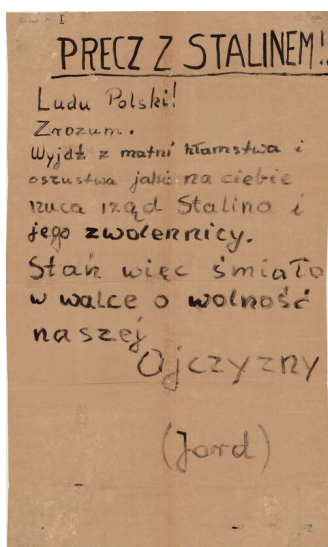 I
PRECZ Z STALINEM!
Ludu Polski!
Zrozum.
Wyjdź z matni kłamstwa i
oszustwa jakie na ciebie
rzuca rząd Stalina i
jego zwolennicy.
Stań więc śmiało
w walce o wolność
naszej
Ojczyzny
(Jord)